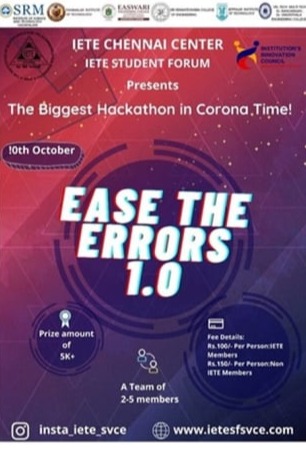 SRM
EASWARI
IETE CHENNAI CENTER
IETE STUDENT FORUM
INSTITUTION'S
INNOVATION
COUNCIL
Presents
The Biggest Hackathon in Corona Time!
10th October
EASE THE
ERRORS
1.0
Prize amount
of
5K+
A Team of
2-5 members
Fee Details:
Rs.100/- Per Person:IETE
Members
Rs.150/- Per Person:Non
IETE Members
insta_iete_svce
www.ietesfsvce.com